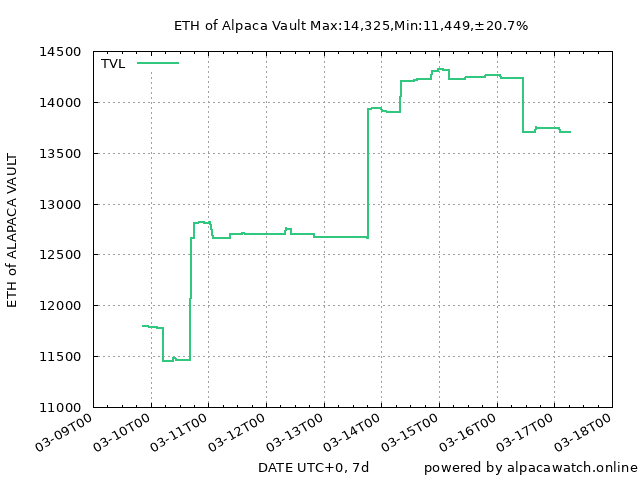 ETH of Alpaca Vault Max:14,325,Min:11,449,±20.7%
TVL
14500
14000
13500
13000
12500
12000
11500
11000
ETH of ALAPACA VAULT
03-09T00
03-10T00
03-11T00
03-12T00
03-13T00
03-14T00
03-15T00
03-16T00
03-17T00
03-18T00
DATE UTC+0, 7d
powered by alpacawatch.online